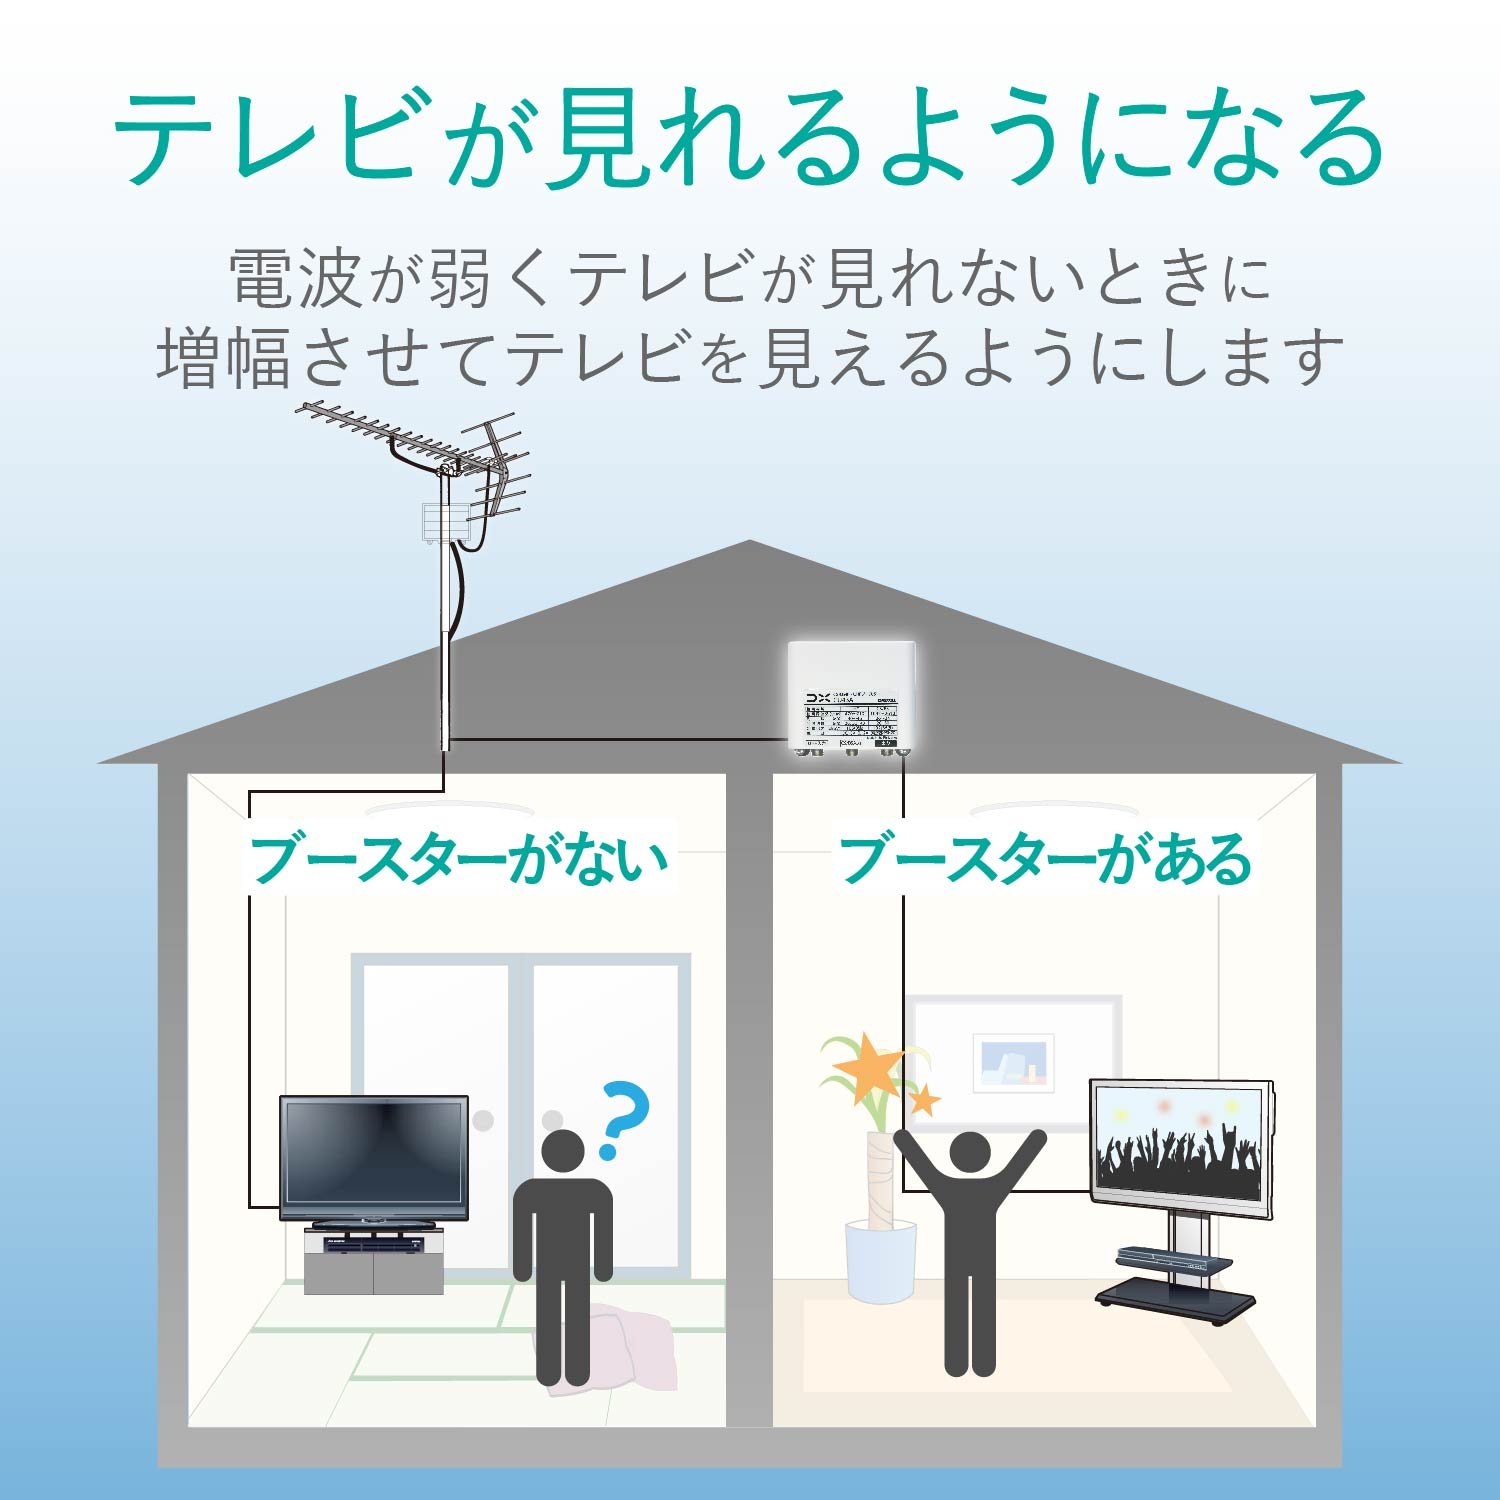 テレビが見れるようになる
電波が弱くテレビが見れないときに
増幅させてテレビを見えるようにします
DX
ブースターがない
ブースターがある
?